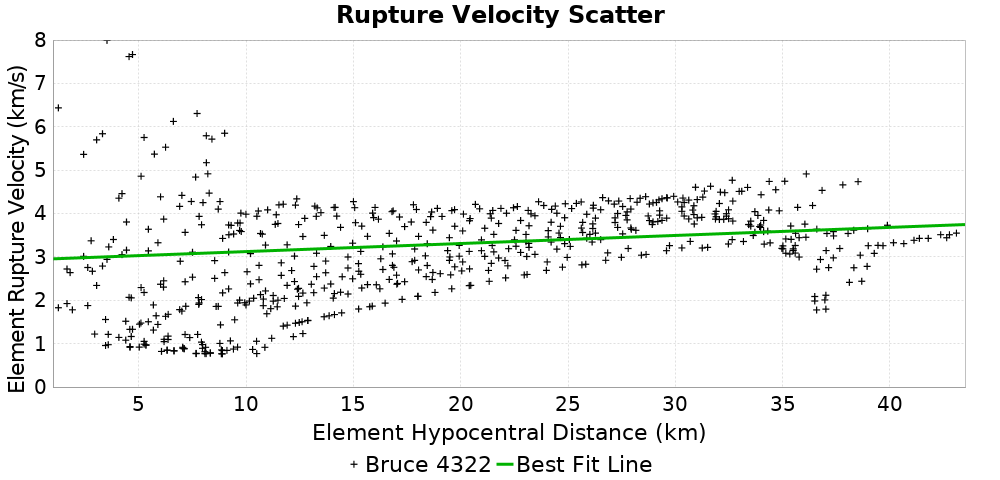 Rupture Velocity Scatter
Element Rupture Velocity (km/s)
8
7
6
5
4
3
2
1
0
5 10 15 20 25 30 35 40
Element Hypocentral Distance (km)
Bruce 4322 Best Fit Line